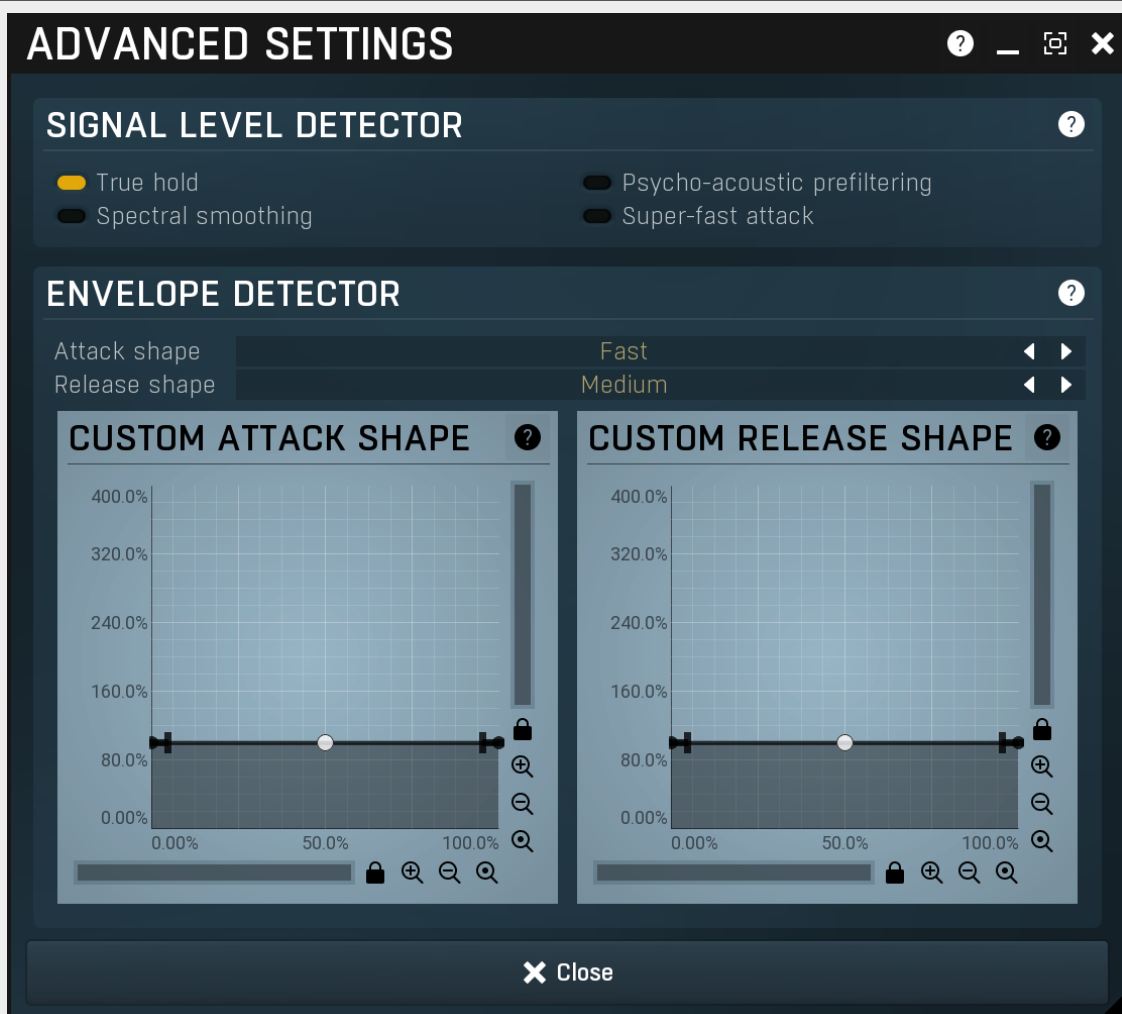 ADVANCED SETTINGS
SIGNAL LEVEL DETECTOR
True hold
Psycho-acoustic prefiltering
Spectral smoothing
Super-fast attack
ENVELOPE DETECTOR
Attack shape Fast
Release shape Medium
CUSTOM ATTACK SHAPE
400.0%
320.0%
240.0%
160.0%
80.0%
0.00%
0.00% 50.0% 100.0%
CUSTOM RELEASE SHAPE
400.0%
320.0%
240.0%
160.0%
80.0%
0.00%
0.00% 50.0% 100.0%
Close